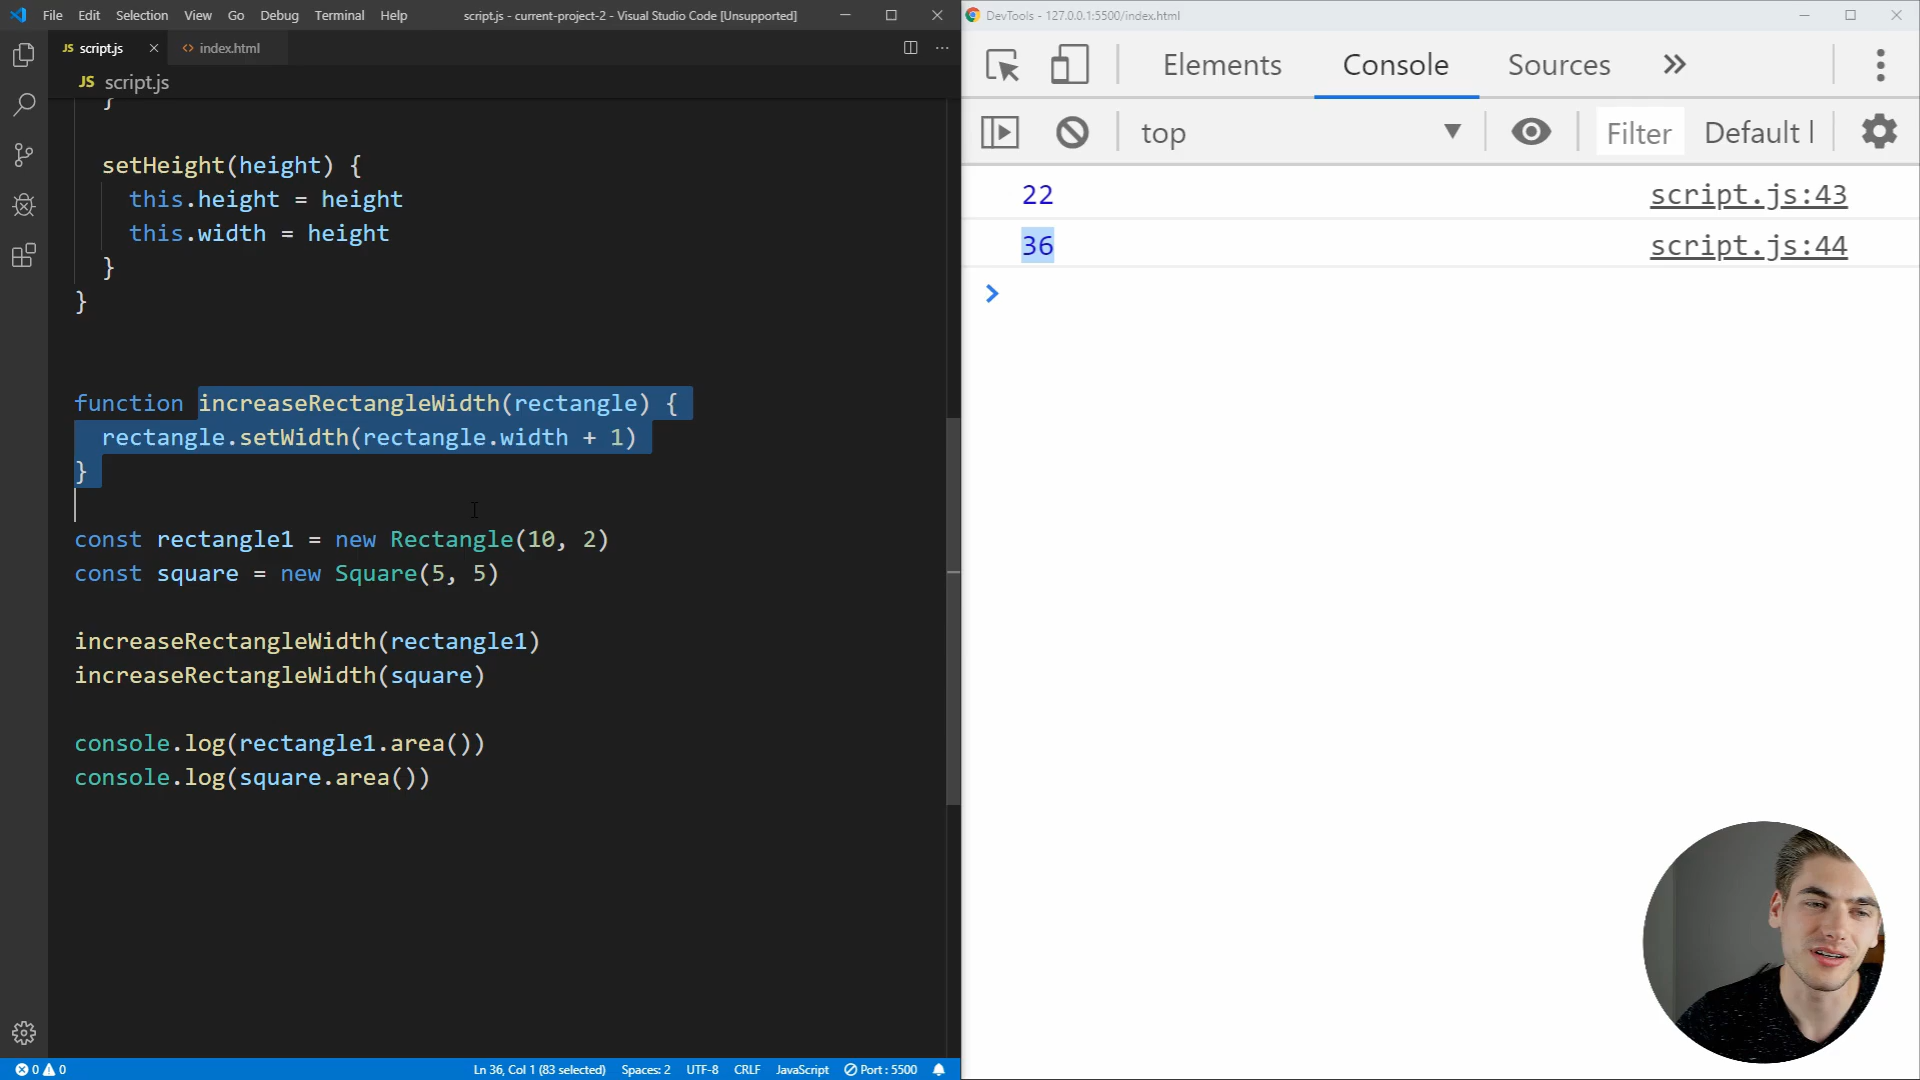 File Edit Selection View Go Debug Terminal Help script.js - current-project-2 - Visual Studio Code [Unsupported]
JS script.js index.html
JS script.js
}
setHeight(height) {
this.height = height
this.width = height
}
}
function increaseRectangleWidth(rectangle) {
rectangle.setWidth(rectangle.width + 1)
}
const rectangle1 = new Rectangle(10, 2)
const square = new Square(5, 5)
increaseRectangleWidth(rectangle1)
increaseRectangleWidth(square)
console.log(rectangle1.area())
console.log(square.area())
0 0 Ln 36, Col 1 (83 selected) Spaces: 2 UTF-8 CRLF JavaScript Port : 5500
DevTools - 127.0.0.1:5500/index.html
Elements Console Sources
top Filter Default l
22 script.js:43
36 script.js:44